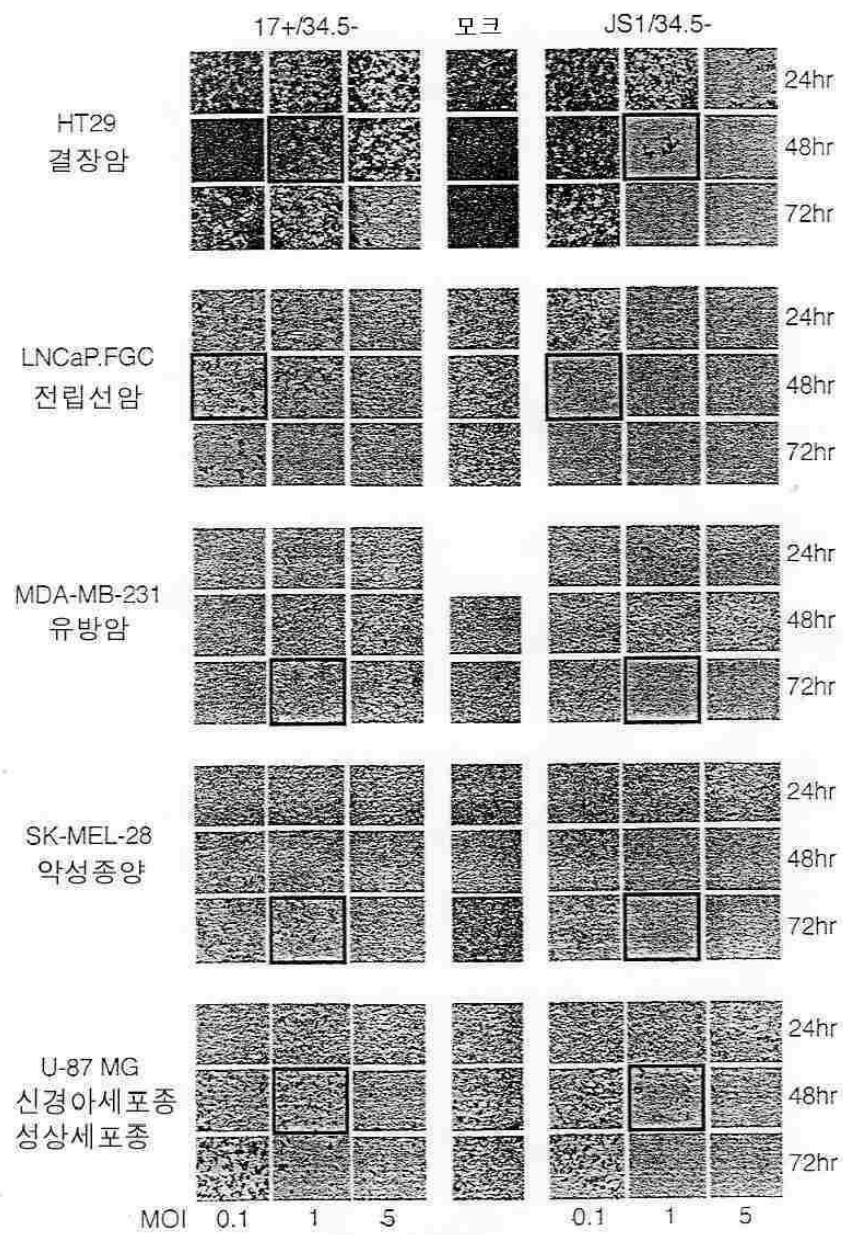 17+/34.5- 모크 JS1/34.5-
24hr
HT29
결장암
48hr
72hr
24hr
LNCaP.FGC
전립선암
48hr
72hr
24hr
MDA-MB-231
유방암
48hr
72hr
24hr
SK-MEL-28
악성종양
48hr
72hr
24hr
U-87 MG
신경아세포종
성상세포종
48hr
72hr
MOI 0.1 1 5 0.1 1 5